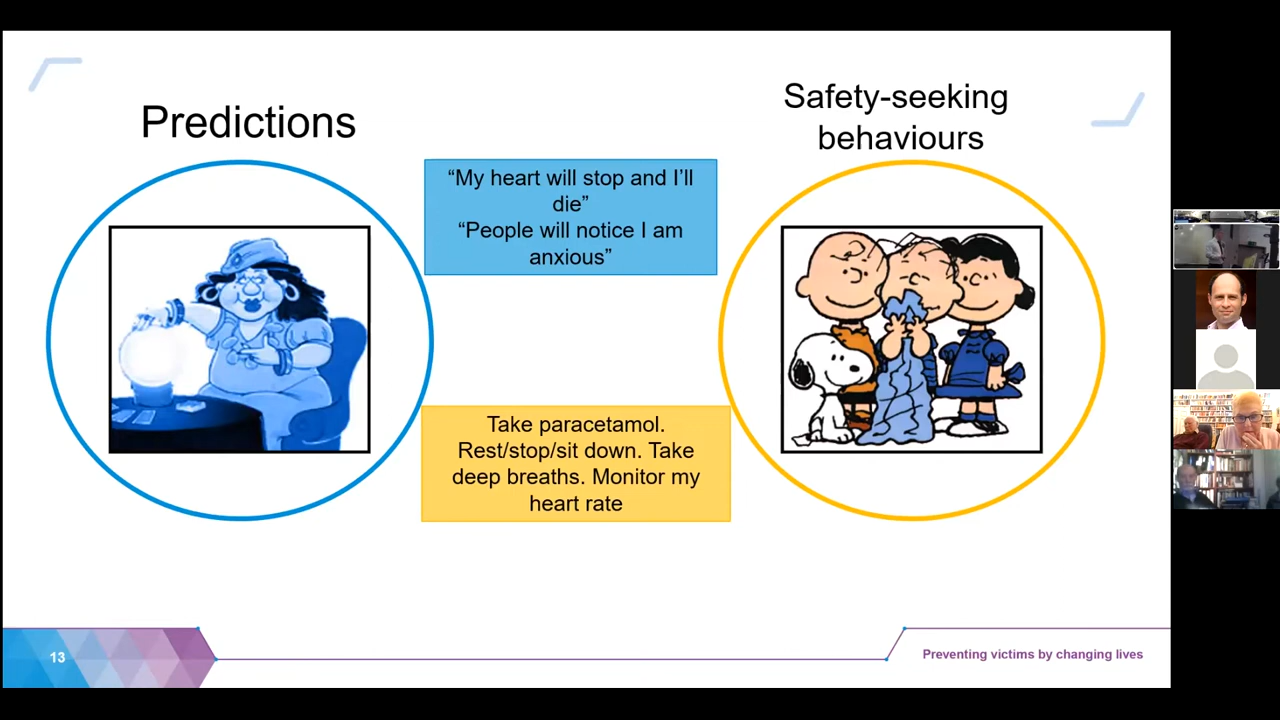 Predictions
Safety-seeking
behaviours
“My heart will stop and I’ll
die”
“People will notice I am
anxious”
Take paracetamol.
Rest/stop/sit down. Take
deep breaths. Monitor my
heart rate
13
Preventing victims by changing lives